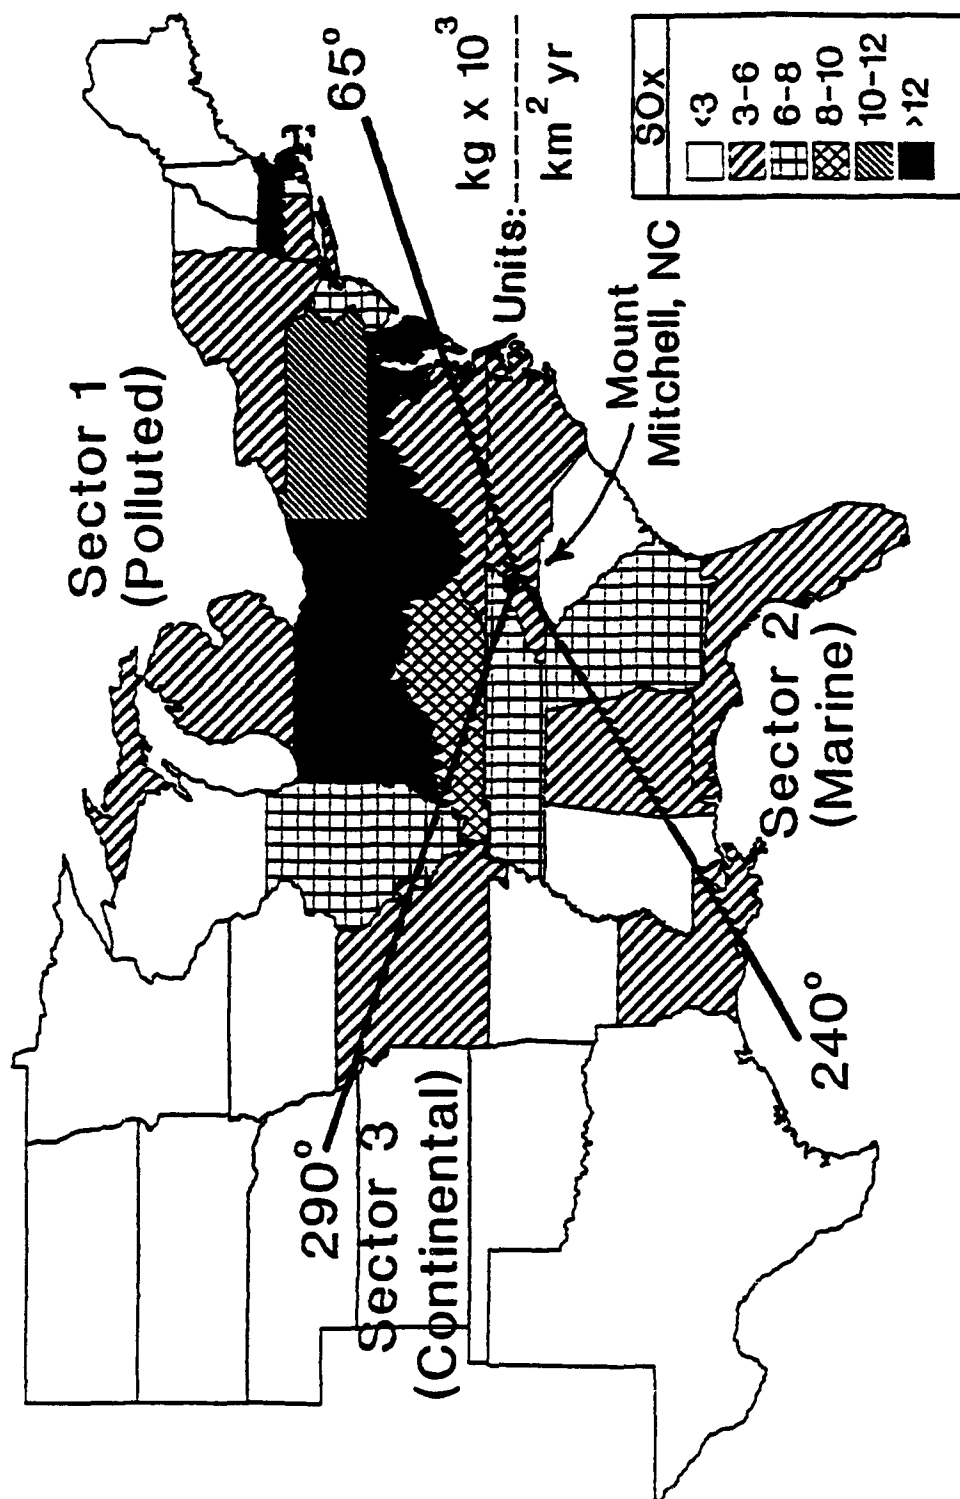 Sector 1
(Polluted)
65°
kg x 10³
Units:----------
km² yr
Mount
Mitchell, NC
290°
Sector 3
(Continental)
240°
Sector 2
(Marine)
SOx
<3
3-6
6-8
8-10
10-12
>12